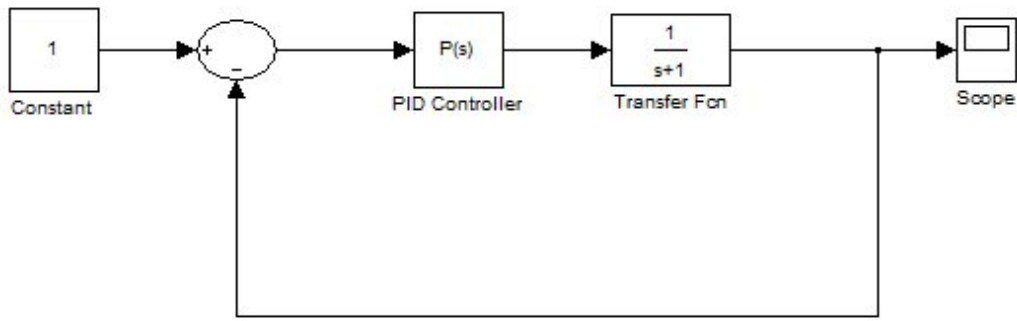 1
+
−
P(s)
1
s+1
Constant
PID Controller
Transfer Fcn
Scope